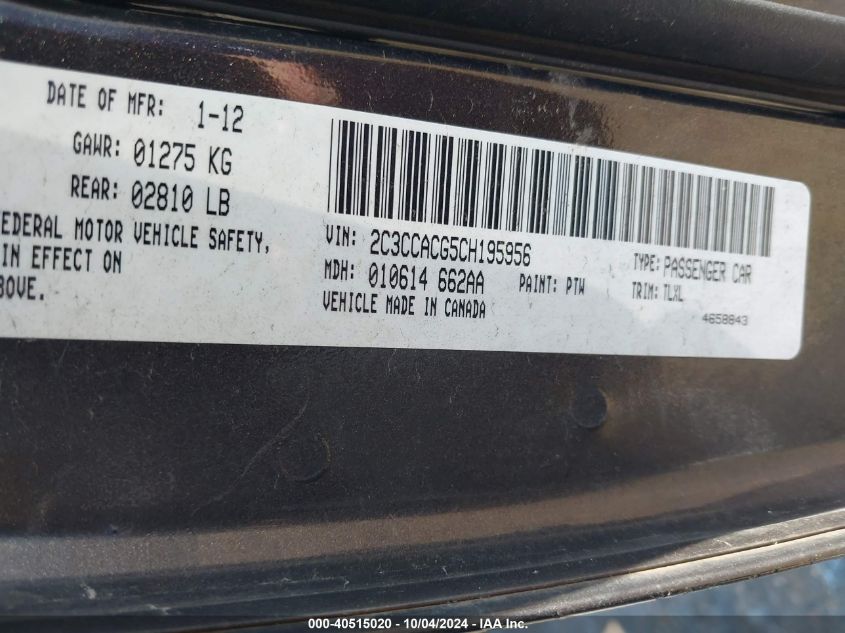 DATE OF MFR: 1-12
GAWR: 01275 KG
REAR: 02810 LB
EDERAL MOTOR VEHICLE SAFETY,
IN EFFECT ON
BOVE.
VIN: 2C3CCACG5CH195956
MDH: 010614 662AA PAINT: PTW
VEHICLE MADE IN CANADA
TYPE: PASSENGER CAR
TRIM: TLXL
4658843
000-40515020 - 10/04/2024 - IAA Inc.